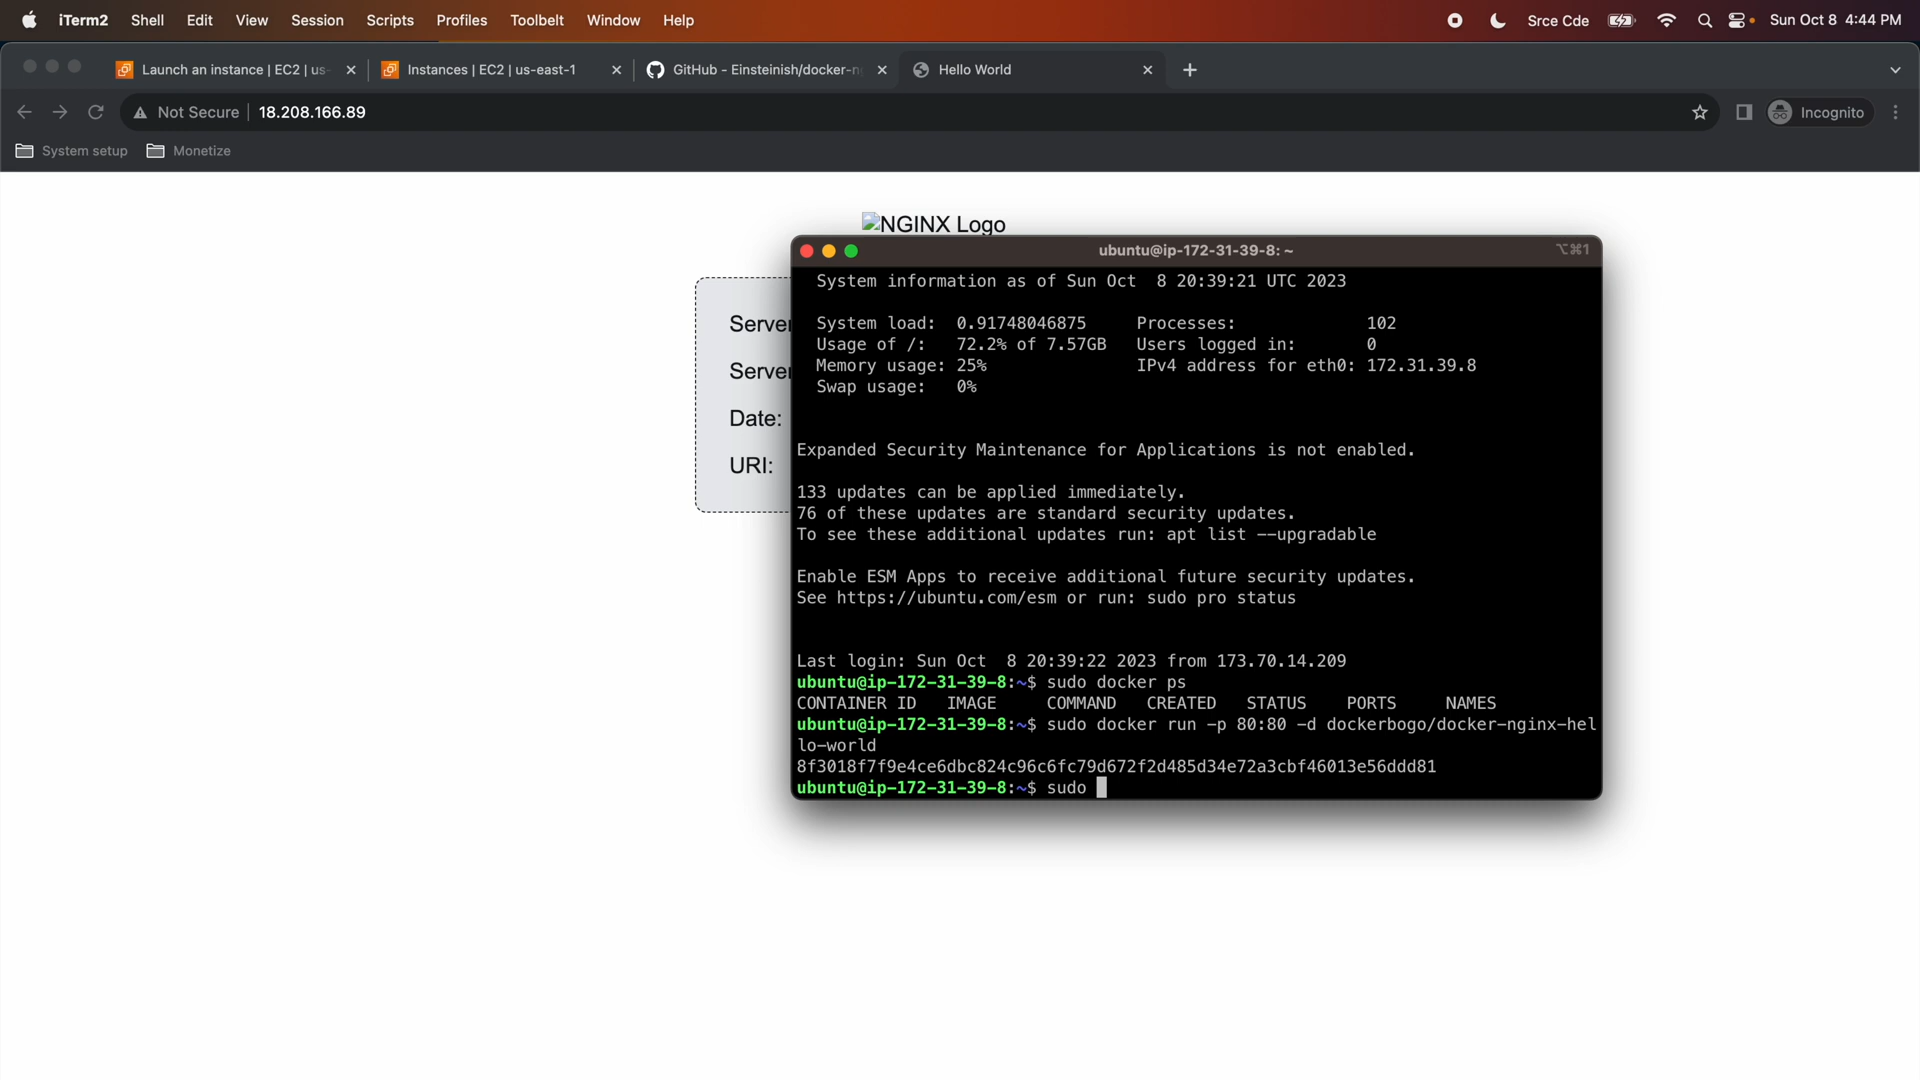 iTerm2 Shell Edit View Session Scripts Profiles Toolbelt Window Help Srce Cde Sun Oct 8 4:44 PM
Launch an instance | EC2 | us- Instances | EC2 | us-east-1 GitHub - Einsteinish/docker-n Hello World
Not Secure 18.208.166.89 Incognito
System setup Monetize
NGINX Logo
ubuntu@ip-172-31-39-8: ~ ⌥⌘1
Server
Server
Date:
URI:
System information as of Sun Oct  8 20:39:21 UTC 2023
System load:  0.91748046875     Processes:             102
Usage of /:   72.2% of 7.57GB   Users logged in:       0
Memory usage: 25%               IPv4 address for eth0: 172.31.39.8
Swap usage:   0%
Expanded Security Maintenance for Applications is not enabled.
133 updates can be applied immediately.
76 of these updates are standard security updates.
To see these additional updates run: apt list --upgradable
Enable ESM Apps to receive additional future security updates.
See https://ubuntu.com/esm or run: sudo pro status
Last login: Sun Oct  8 20:39:22 2023 from 173.70.14.209
ubuntu@ip-172-31-39-8:~$ sudo docker ps
CONTAINER ID   IMAGE     COMMAND   CREATED   STATUS    PORTS     NAMES
ubuntu@ip-172-31-39-8:~$ sudo docker run -p 80:80 -d dockerbogo/docker-nginx-hel
lo-world
8f3018f7f9e4ce6dbc824c96c6fc79d672f2d485d34e72a3cbf46013e56ddd81
ubuntu@ip-172-31-39-8:~$ sudo